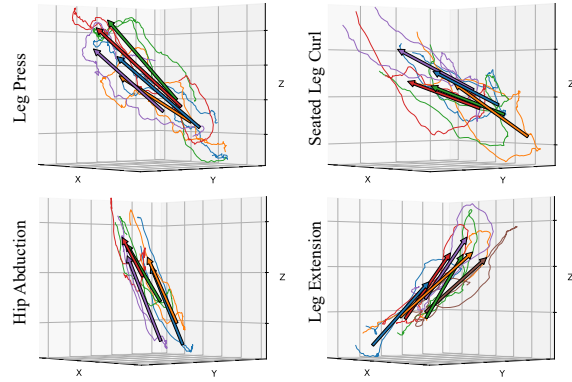 Leg Press
Z
X
Y
Seated Leg Curl
Z
X
Y
Hip Abduction
Z
X
Y
Leg Extension
Z
X
Y